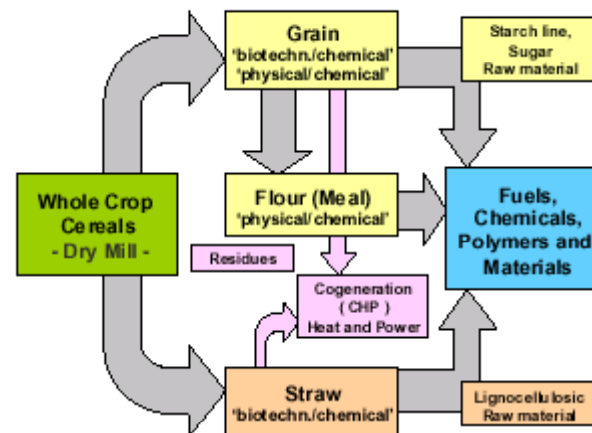 Grain
'biotechn./chemical'
'physical/ chemical'
Starch line,
Sugar
Raw material
Whole Crop
Cereals
- Dry Mill -
Flour (Meal)
'physical/chemical'
Fuels,
Chemicals,
Polymers and
Materials
Residues
Cogeneration
( CHP )
Heat and Power
Straw
'biotechn./chemical'
Lignocellulosic
Raw material